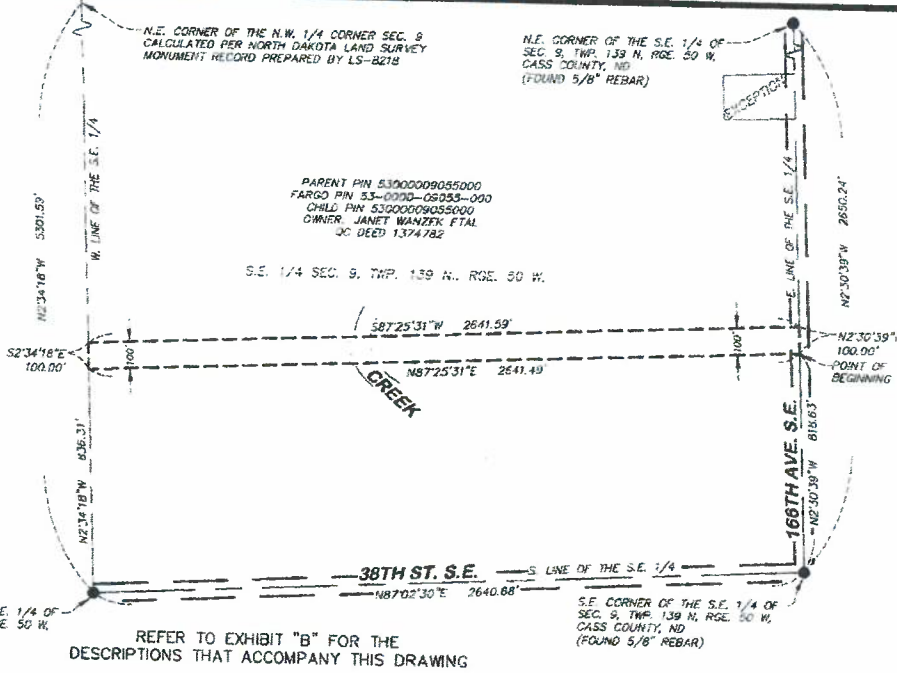 N.E. CORNER OF THE N.W. 1/4 CORNER SEC. 9
CALCULATED PER NORTH DAKOTA LAND SURVEY
MONUMENT RECORD PREPARED BY LS-8218
N.E. CORNER OF THE S.E. 1/4 OF
SEC. 9, TWP. 139 N, RGE. 50 W,
CASS COUNTY, ND
(FOUND 5/8" REBAR)
EXCEPTION
W. LINE OF THE S.E. 1/4
N2°34'18"W 5301.59'
PARENT PIN 53000009055000
FARGO PIN 53-0000-09055-000
CHILD PIN 53000009055000
OWNER: JANET WANZEK ETAL
QC DEED 1374782
S.E. 1/4 SEC. 9, TWP. 139 N., RGE. 50 W.
E. LINE OF THE S.E. 1/4
N2°30'39"W 2650.24'
S87°25'31"W 2641.59'
S2°34'18"E
100.00'
100'
100'
N2°30'39"
100.00'
POINT OF
BEGINNING
N87°25'31"E 2641.49'
CREEK
N2°34'18"W 836.31'
166TH AVE. S.E.
N2°30'39"W 818.63'
38TH ST. S.E.
S. LINE OF THE S.E. 1/4
N87°02'30"E 2640.68'
E. 1/4 OF
E. 50 W,
S.E. CORNER OF THE S.E. 1/4 OF
SEC. 9, TWP. 139 N, RGE. 50 W,
CASS COUNTY, ND
(FOUND 5/8" REBAR)
REFER TO EXHIBIT "B" FOR THE
DESCRIPTIONS THAT ACCOMPANY THIS DRAWING